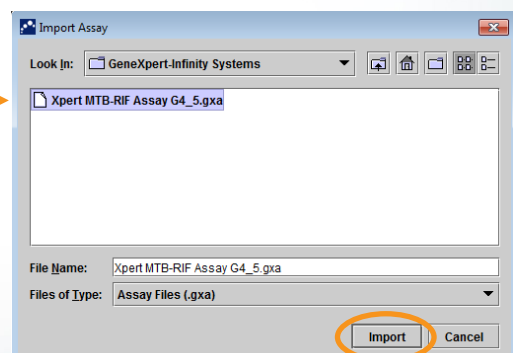 Import Assay
Look In: GeneXpert-Infinity Systems
Xpert MTB-RIF Assay G4_5.gxa
File Name: Xpert MTB-RIF Assay G4_5.gxa
Files of Type: Assay Files (.gxa)
Import Cancel